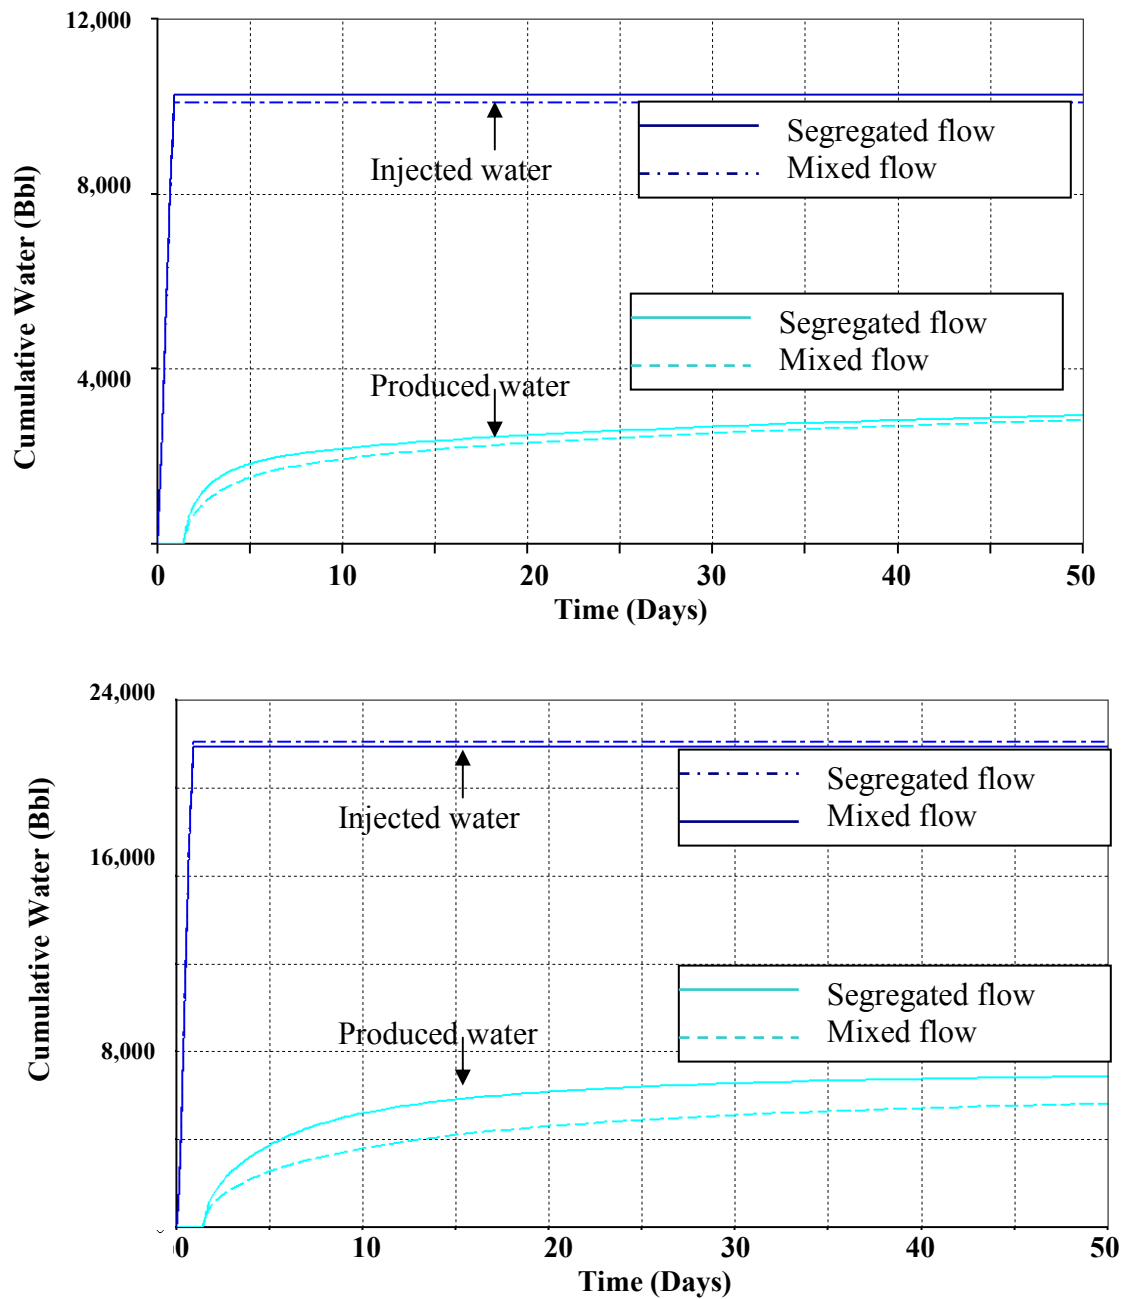 12,000
Segregated flow
Injected water
Mixed flow
8,000
Cumulative Water (Bbl)
Segregated flow
4,000
Produced water
Mixed flow
0 10 20 30 40 50
Time (Days)
24,000
Segregated flow
Injected water
Mixed flow
16,000
Cumulative Water (Bbl)
Segregated flow
Produced water
Mixed flow
8,000
0 10 20 30 40 50
Time (Days)